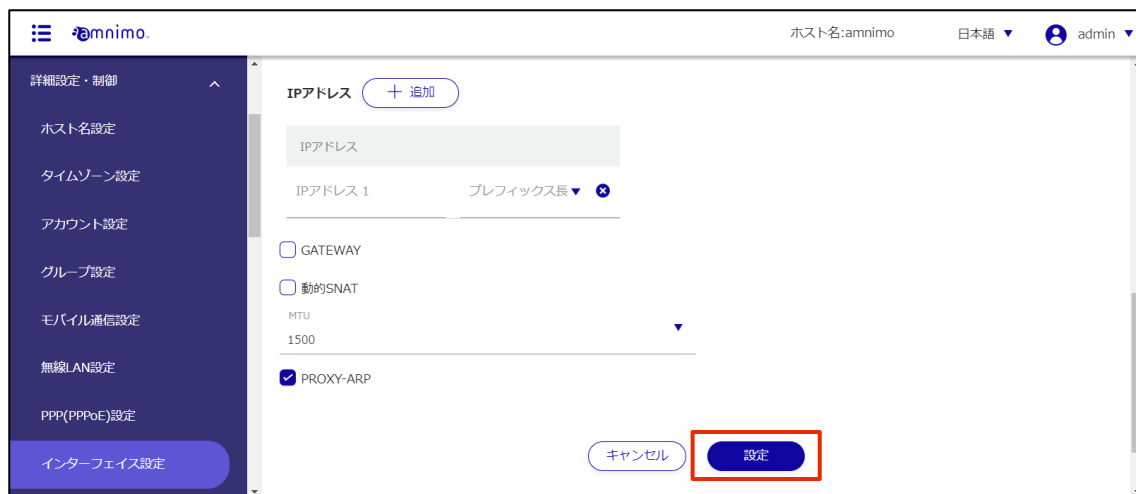 amnimo.
ホスト名:amnimo
日本語
admin
詳細設定・制御
ホスト名設定
タイムゾーン設定
アカウント設定
グループ設定
モバイル通信設定
無線LAN設定
PPP(PPPoE)設定
インターフェイス設定
IPアドレス
追加
IPアドレス
IPアドレス 1
プレフィックス長
GATEWAY
動的SNAT
MTU
1500
PROXY-ARP
キャンセル
設定